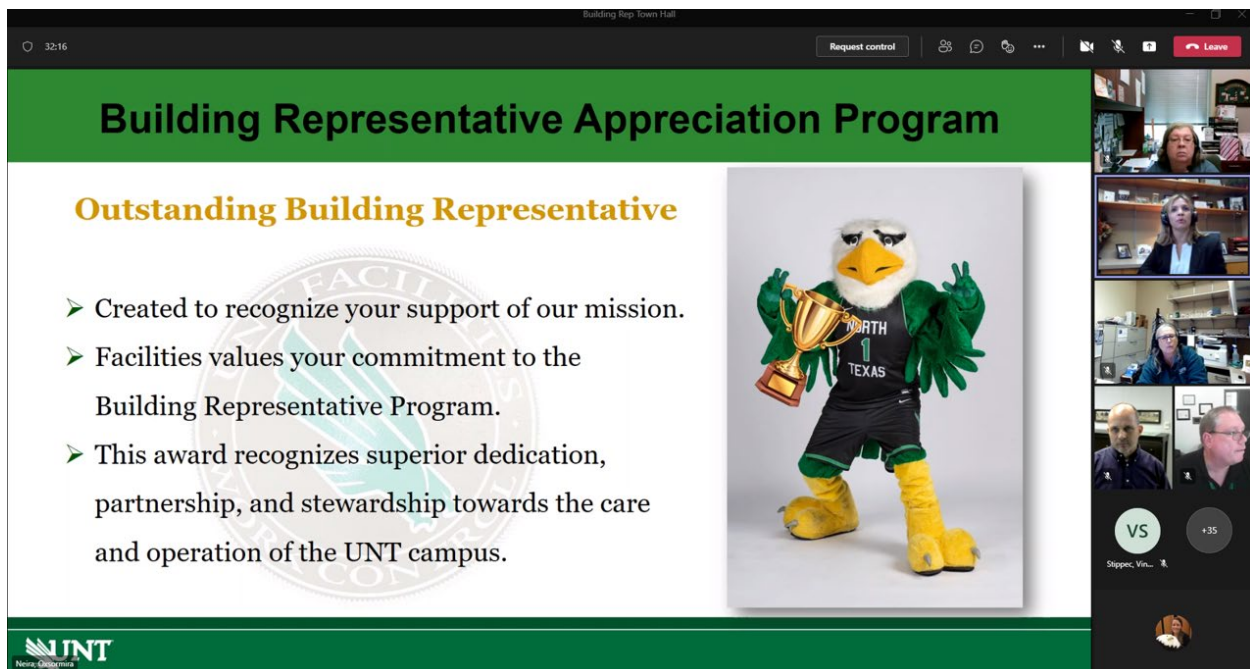 Building Rep Town Hall
32:16
Request control
Leave
Building Representative Appreciation Program
Outstanding Building Representative
➢ Created to recognize your support of our mission.
➢ Facilities values your commitment to the
Building Representative Program.
➢ This award recognizes superior dedication,
partnership, and stewardship towards the care
and operation of the UNT campus.
NORTH
1
TEXAS
VS
+35
Stippec, Vin...
UNT